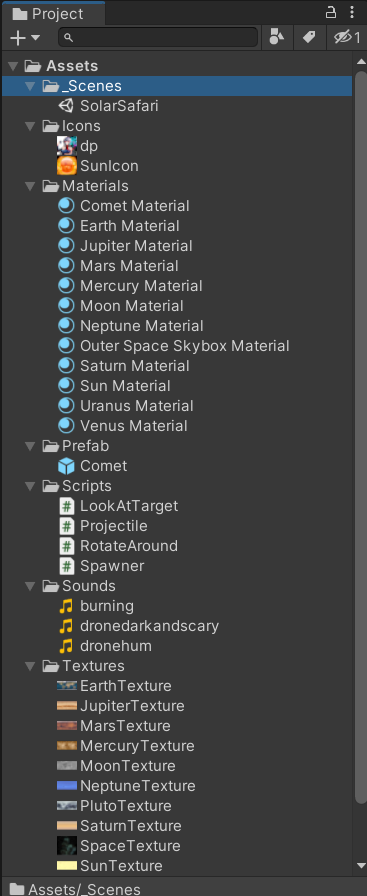 Project
1
Assets
_Scenes
SolarSafari
Icons
dp
SunIcon
Materials
Comet Material
Earth Material
Jupiter Material
Mars Material
Mercury Material
Moon Material
Neptune Material
Outer Space Skybox Material
Saturn Material
Sun Material
Uranus Material
Venus Material
Prefab
Comet
Scripts
LookAtTarget
Projectile
RotateAround
Spawner
Sounds
burning
dronedarkandscary
dronehum
Textures
EarthTexture
JupiterTexture
MarsTexture
MercuryTexture
MoonTexture
NeptuneTexture
PlutoTexture
SaturnTexture
SpaceTexture
SunTexture
Assets/_Scenes